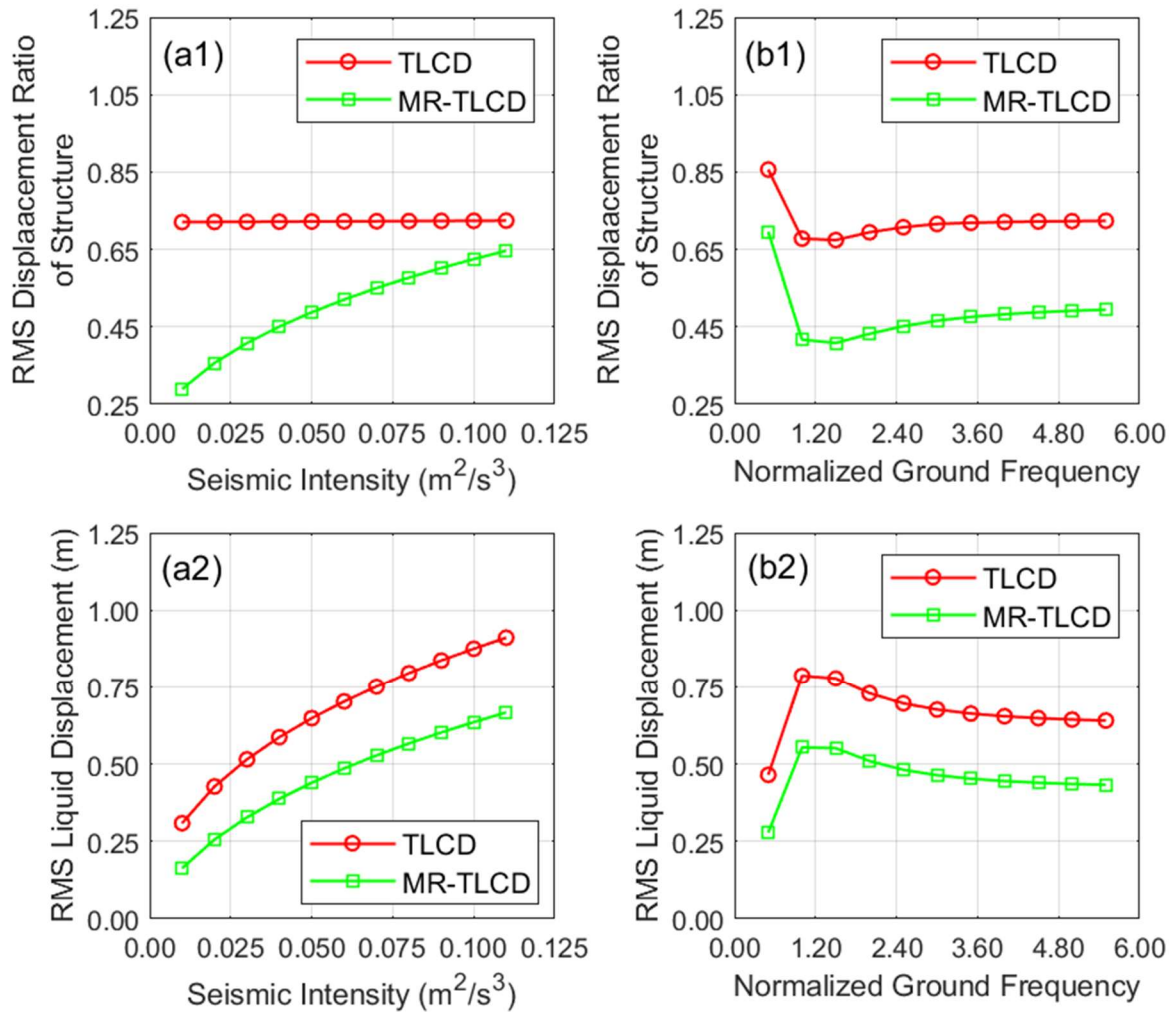 RMS Displaacement Ratio
of Structure
1.25
1.05
0.85
0.65
0.45
0.25
(a1)
TLCD
MR-TLCD
0.00 0.025 0.050 0.075 0.100 0.125
Seismic Intensity (m²/s³)
RMS Displaacement Ratio
of Structure
1.25
1.05
0.85
0.65
0.45
0.25
(b1)
TLCD
MR-TLCD
0.00 1.20 2.40 3.60 4.80 6.00
Normalized Ground Frequency
RMS Liquid Displacement (m)
1.25
1.00
0.75
0.50
0.25
0.00
(a2)
TLCD
MR-TLCD
0.00 0.025 0.050 0.075 0.100 0.125
Seismic Intensity (m²/s³)
RMS Liquid Displacement (m)
1.25
1.00
0.75
0.50
0.25
0.00
(b2)
TLCD
MR-TLCD
0.00 1.20 2.40 3.60 4.80 6.00
Normalized Ground Frequency